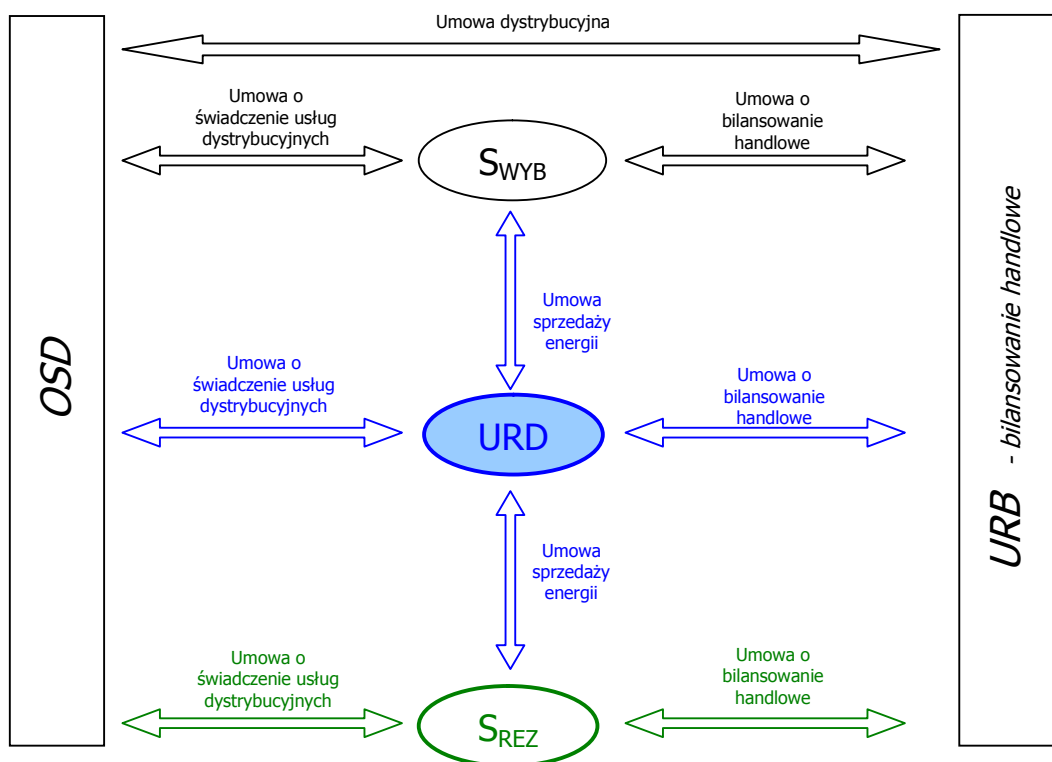 Umowa dystrybucyjna
Umowa o
świadczenie usług
dystrybucyjnych
Umowa o
bilansowanie
handlowe
SWYB
Umowa
sprzedaży
energii
OSD
URB - bilansowanie handlowe
Umowa o
świadczenie usług
dystrybucyjnych
Umowa o
bilansowanie
handlowe
URD
Umowa
sprzedaży
energii
Umowa o
świadczenie usług
dystrybucyjnych
Umowa o
bilansowanie
handlowe
SREZ